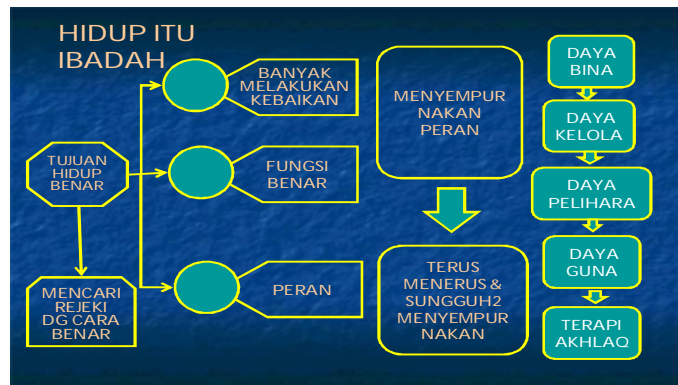 HIDUP ITU
IBADAH
BANYAK
MELAKUKAN
KEBAIKAN
TUJUAN
HIDUP
BENAR
FUNGSI
BENAR
PERAN
MENCARI
REJEKI
DG CARA
BENAR
MENYEMPUR
NAKAN
PERAN
TERUS
MENERUS &
SUNGGUH2
MENYEMPUR
NAKAN
DAYA
BINA
DAYA
KELOLA
DAYA
PELIHARA
DAYA
GUNA
TERAPI
AKHLAQ